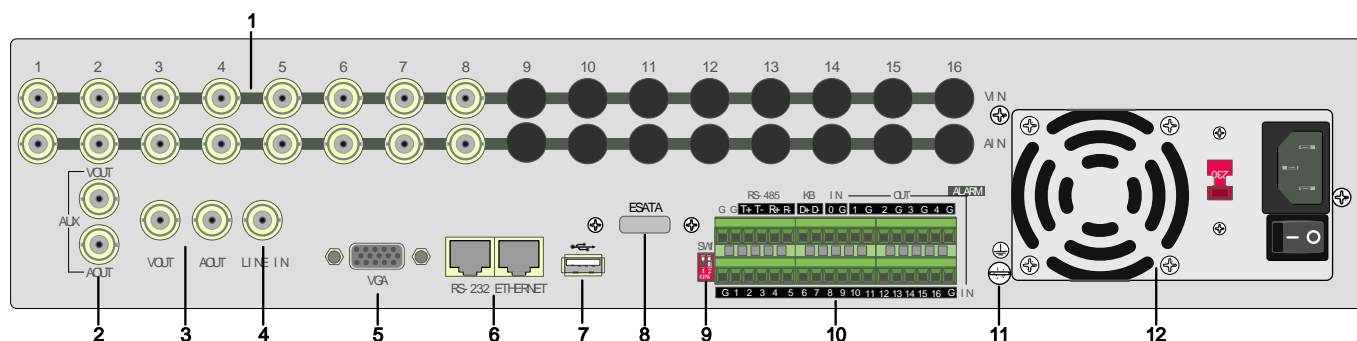 1
1 2 3 4 5 6 7 8 9 10 11 12 13 14 15 16
VIN
AIN
VOUT
AUX
AOUT
VOUT AOUT LINE IN
VGA
RS-232 ETHERNET
ESATA
RS-485 KB IN OUT ALARM
G G T+ T- R+ R- D+ D- 0 G 1 G 2 G 3 G 4 G
SW1
1 2
ON
G 1 2 3 4 5 6 7 8 9 10 11 12 13 14 15 16 G IN
230
2 3 4 5 6 7 8 9 10 11 12